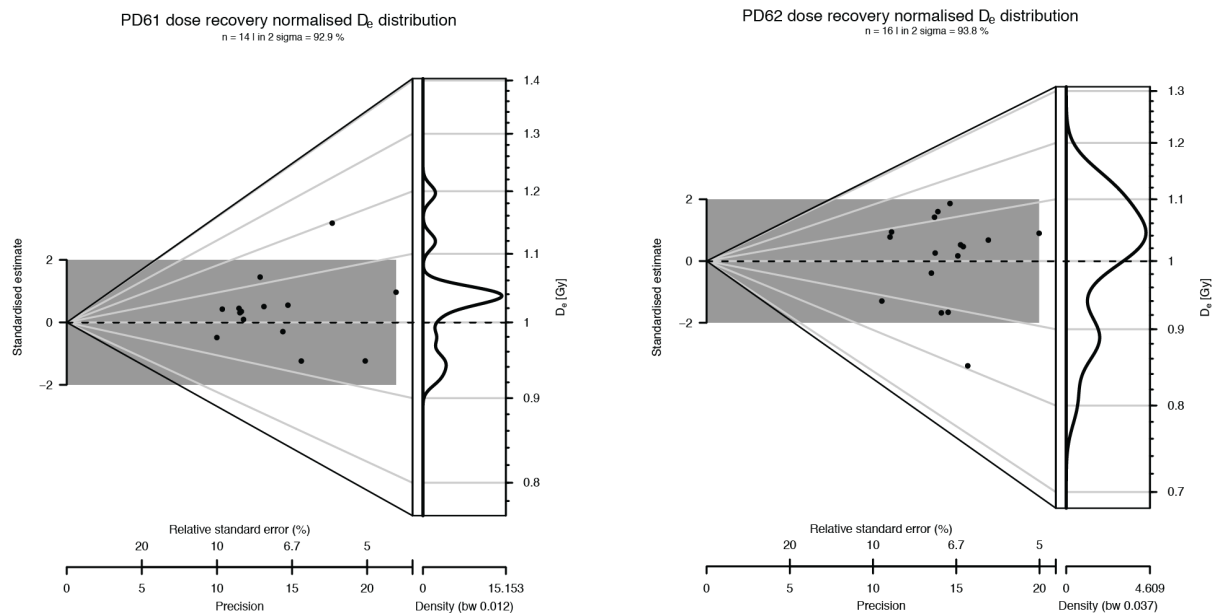 PD61 dose recovery normalised De distribution
n = 14 | in 2 sigma = 92.9 %
1.4
1.3
1.2
1.1
1
0.9
0.8
De [Gy]
Standardised estimate
2
0
−2
Relative standard error (%)
20 10 6.7 5
0 5 10 15 20
Precision
0 15.153
Density (bw 0.012)
PD62 dose recovery normalised De distribution
n = 16 | in 2 sigma = 93.8 %
1.3
1.2
1.1
1
0.9
0.8
0.7
De [Gy]
Standardised estimate
2
0
−2
Relative standard error (%)
20 10 6.7 5
0 5 10 15 20
Precision
0 4.609
Density (bw 0.037)